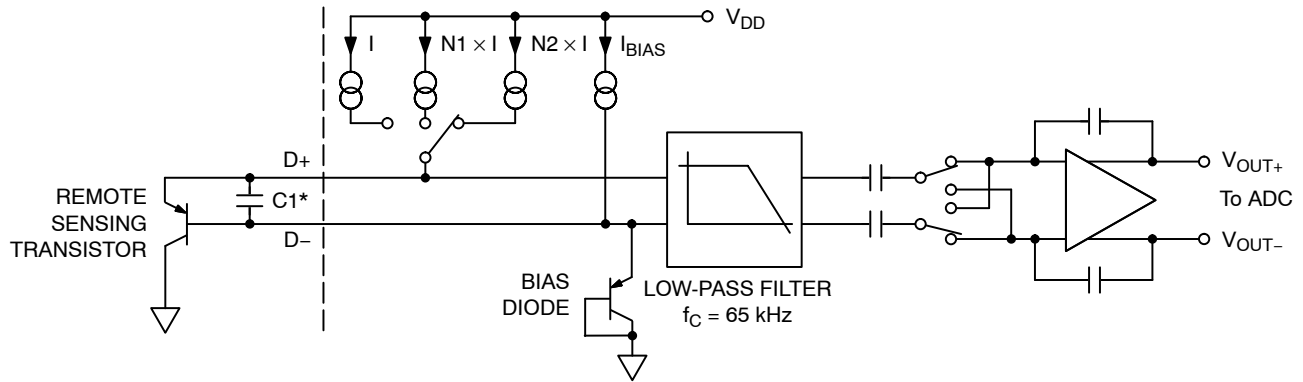 V_DD
I
N1 × I
N2 × I
I_BIAS
D+
REMOTE
SENSING
TRANSISTOR
C1*
D−
BIAS
DIODE
LOW-PASS FILTER
f_C = 65 kHz
V_OUT+
To ADC
V_OUT−